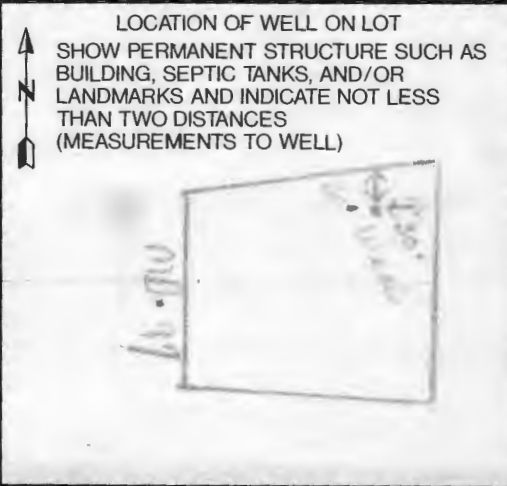 LOCATION OF WELL ON LOT
SHOW PERMANENT STRUCTURE SUCH AS
BUILDING, SEPTIC TANKS, AND/OR
LANDMARKS AND INDICATE NOT LESS
THAN TWO DISTANCES
(MEASUREMENTS TO WELL)
N
50'